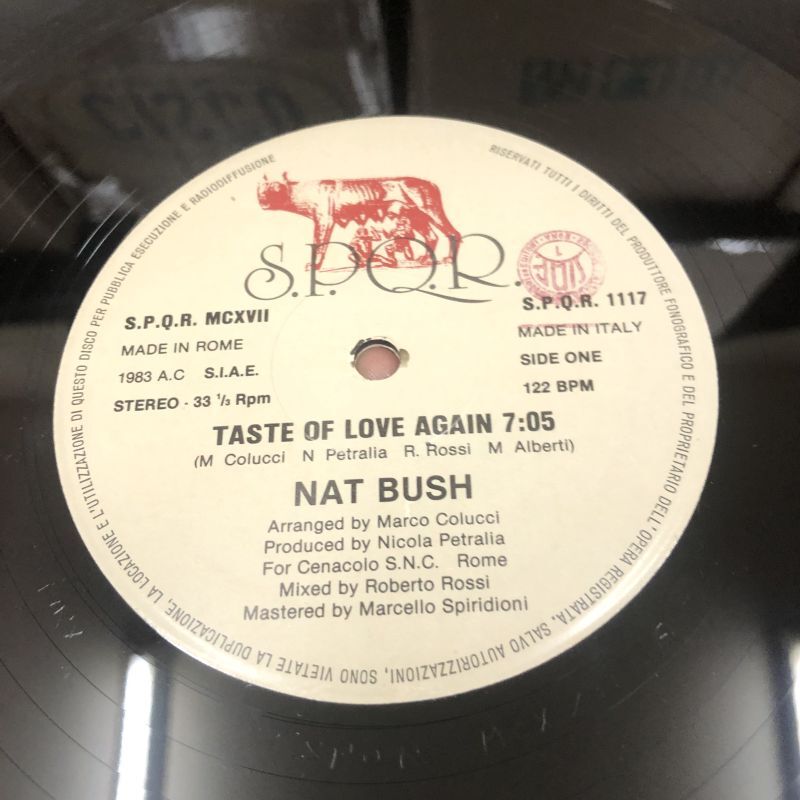 S.P.Q.R.
S.P.Q.R. MCXVII
MADE IN ROME
1983 A.C S.I.A.E.
STEREO - 33 ⅓ Rpm
S.P.Q.R. 1117
MADE IN ITALY
SIDE ONE
122 BPM
TASTE OF LOVE AGAIN 7:05
(M Colucci N Petralia R. Rossi M Alberti)
NAT BUSH
Arranged by Marco Colucci
Produced by Nicola Petralia
For Cenacolo S.N.C. Rome
Mixed by Roberto Rossi
Mastered by Marcello Spiridioni
RISERVATI TUTTI I DIRITTI DEL PRODUTTORE FONOGRAFICO E DEL PROPRIETARIO DELL'OPERA REGISTRATA, SALVO AUTORIZZAZIONI, SONO VIETATE LA DUPLICAZIONE, LA LOCAZIONE E L'UTILIZZAZIONE DI QUESTO DISCO PER PUBBLICA ESECUZIONE E RADIODIFFUSIONE